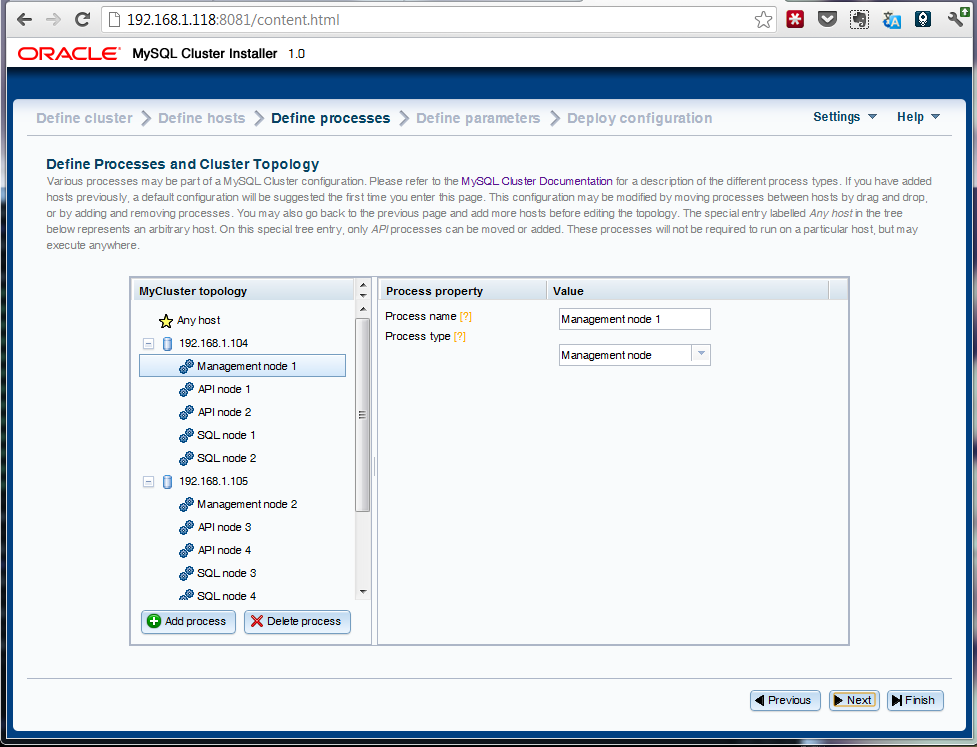 192.168.1.118:8081/content.html
ORACLE MySQL Cluster Installer 1.0
Define cluster Define hosts Define processes Define parameters Deploy configuration Settings Help
Define Processes and Cluster Topology
Various processes may be part of a MySQL Cluster configuration. Please refer to the MySQL Cluster Documentation for a description of the different process types. If you have added
hosts previously, a default configuration will be suggested the first time you enter this page. This configuration may be modified by moving processes between hosts by drag and drop,
or by adding and removing processes. You may also go back to the previous page and add more hosts before editing the topology. The special entry labelled Any host in the tree
below represents an arbitrary host. On this special tree entry, only API processes can be moved or added. These processes will not be required to run on a particular host, but may
execute anywhere.
MyCluster topology
Any host
192.168.1.104
Management node 1
API node 1
API node 2
SQL node 1
SQL node 2
192.168.1.105
Management node 2
API node 3
API node 4
SQL node 3
SQL node 4
Add process Delete process
Process property Value
Process name [?] Management node 1
Process type [?]
Management node
Previous Next Finish